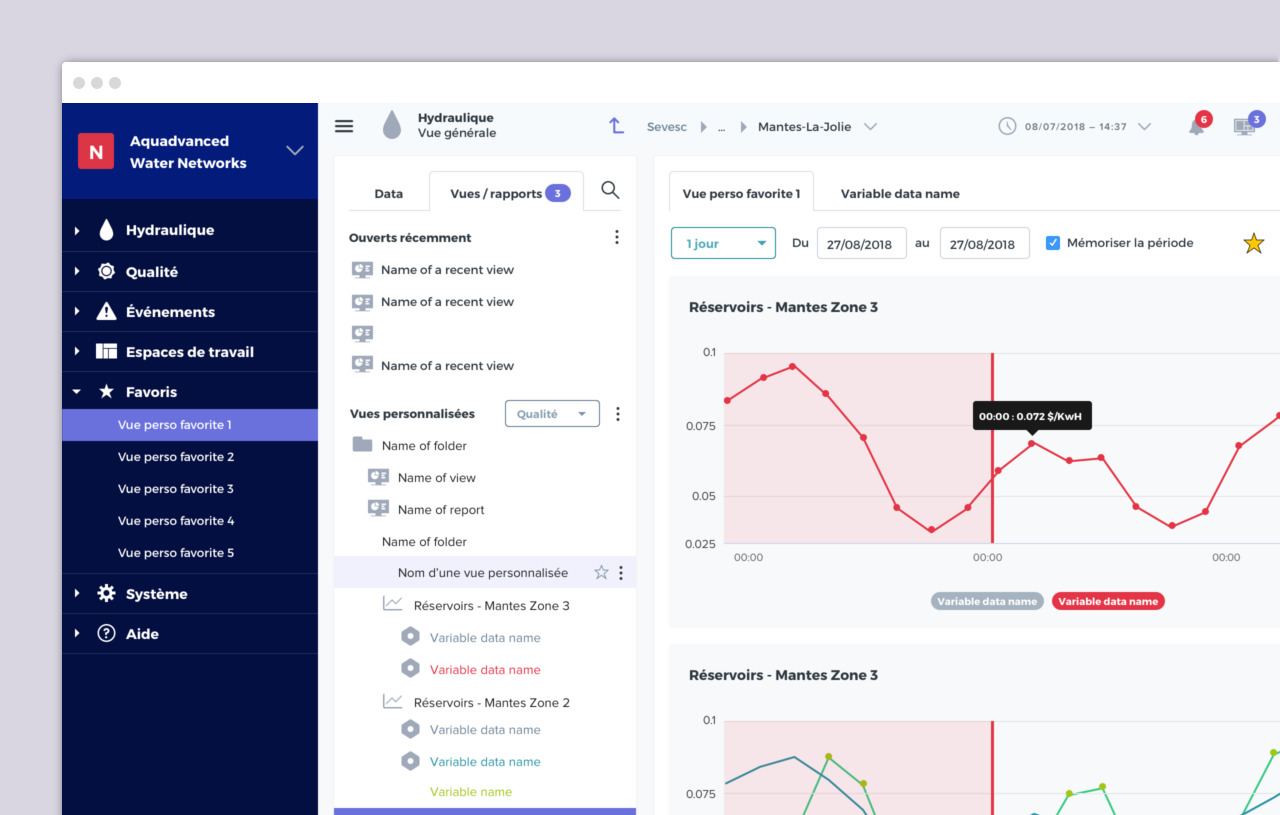 N
Aquadvanced
Water Networks
Hydraulique
Qualité
Événements
Espaces de travail
Favoris
Vue perso favorite 1
Vue perso favorite 2
Vue perso favorite 3
Vue perso favorite 4
Vue perso favorite 5
Système
? Aide
Hydraulique
Vue générale
Sevesc ... Mantes-La-Jolie
08/07/2018 – 14:37
6
3
Data
Vues / rapports 3
Ouverts récemment
Name of a recent view
Name of a recent view
Name of a recent view
Vues personnalisées
Qualité
Name of folder
Name of view
Name of report
Name of folder
Nom d'une vue personnalisée
Réservoirs - Mantes Zone 3
Variable data name
Variable data name
Réservoirs - Mantes Zone 2
Variable data name
Variable data name
Variable name
Vue perso favorite 1
Variable data name
1 jour
Du 27/08/2018 au 27/08/2018
Mémoriser la période
Réservoirs - Mantes Zone 3
0.1
0.075
0.05
0.025
00:00 : 0.072 $/KwH
00:00 00:00 00:00
Variable data name Variable data name
Réservoirs - Mantes Zone 3
0.1
0.075